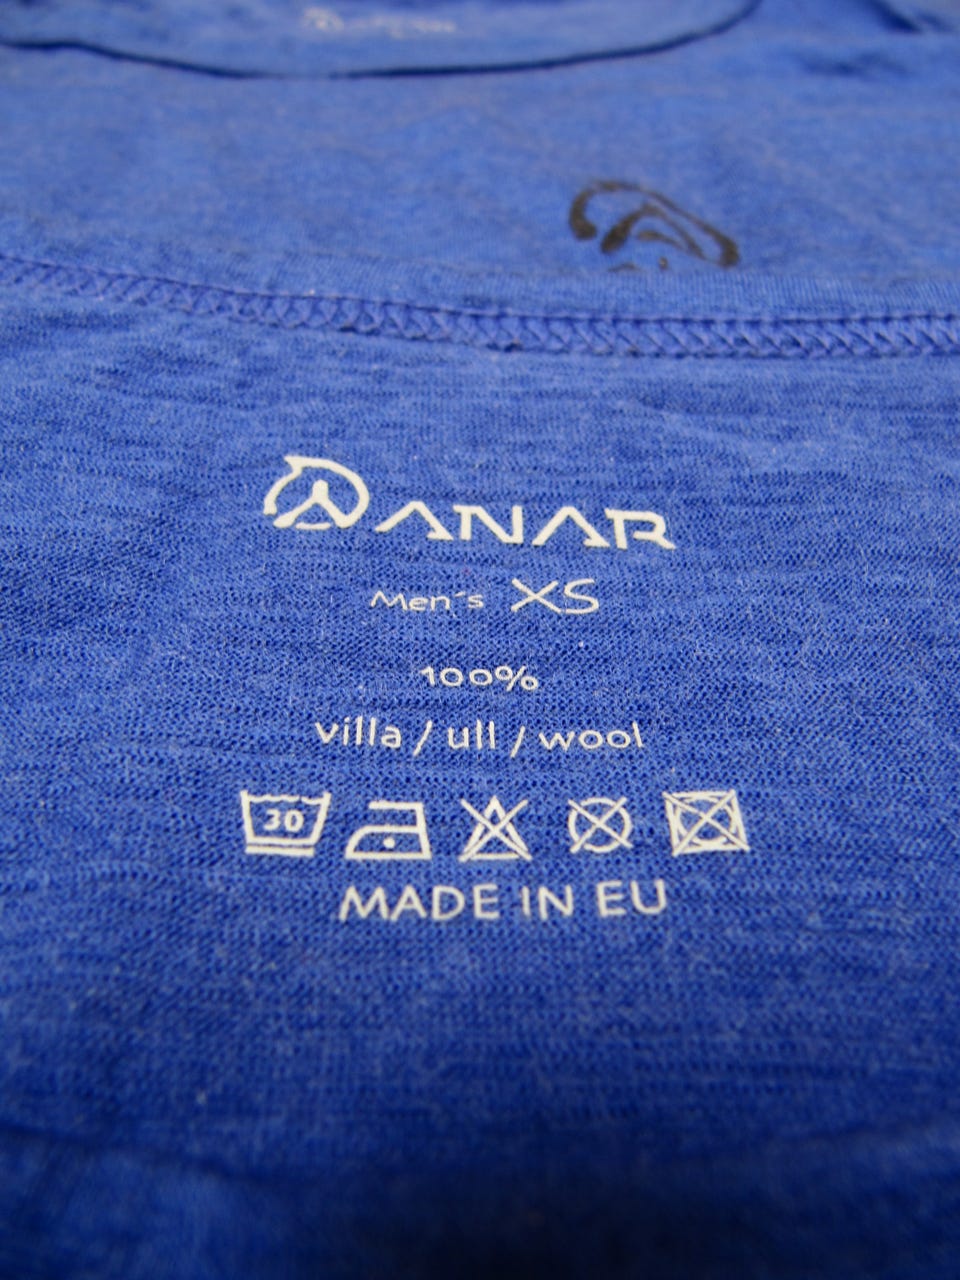 ANAR
Men´s XS
100%
villa / ull / wool
30
MADE IN EU